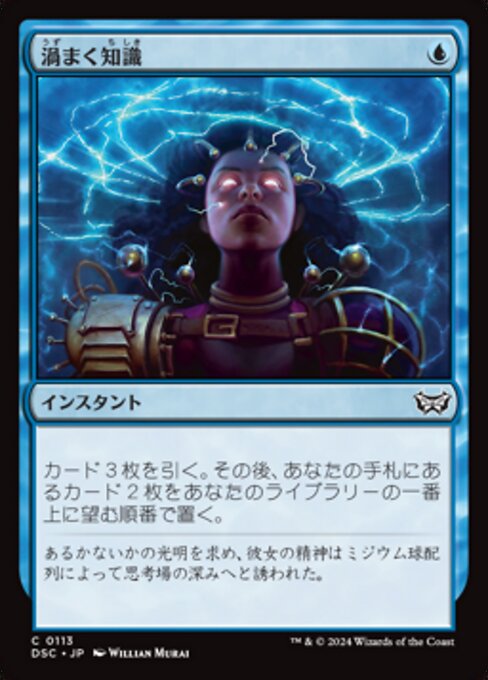 うず ちしき
渦まく知識
インスタント
カード３枚を引く。その後、あなたの手札にあ
るカード２枚をあなたのライブラリーの一番
上に望む順番で置く。
あるかないかの光明を求め、彼女の精神はミジウム球配
列によって思考場の深みへと誘われた。
C 0113
DSC • JP WILLIAN MURAI
™ & © 2024 Wizards of the Coast